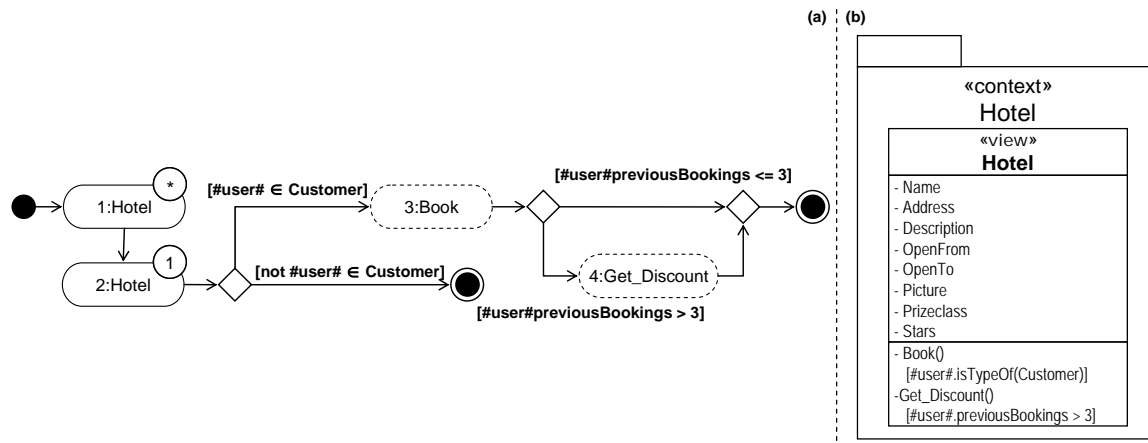 (a)
(b)
«context»
Hotel
«view»
Hotel
- Name
- Address
- Description
- OpenFrom
- OpenTo
- Picture
- Prizeclass
- Stars
- Book()
[#user#.isTypeOf(Customer)]
-Get_Discount()
[#user#.previousBookings > 3]
*
1:Hotel
1
2:Hotel
[#user# ∈ Customer]
3:Book
[not #user# ∈ Customer]
[#user#previousBookings <= 3]
4:Get_Discount
[#user#previousBookings > 3]